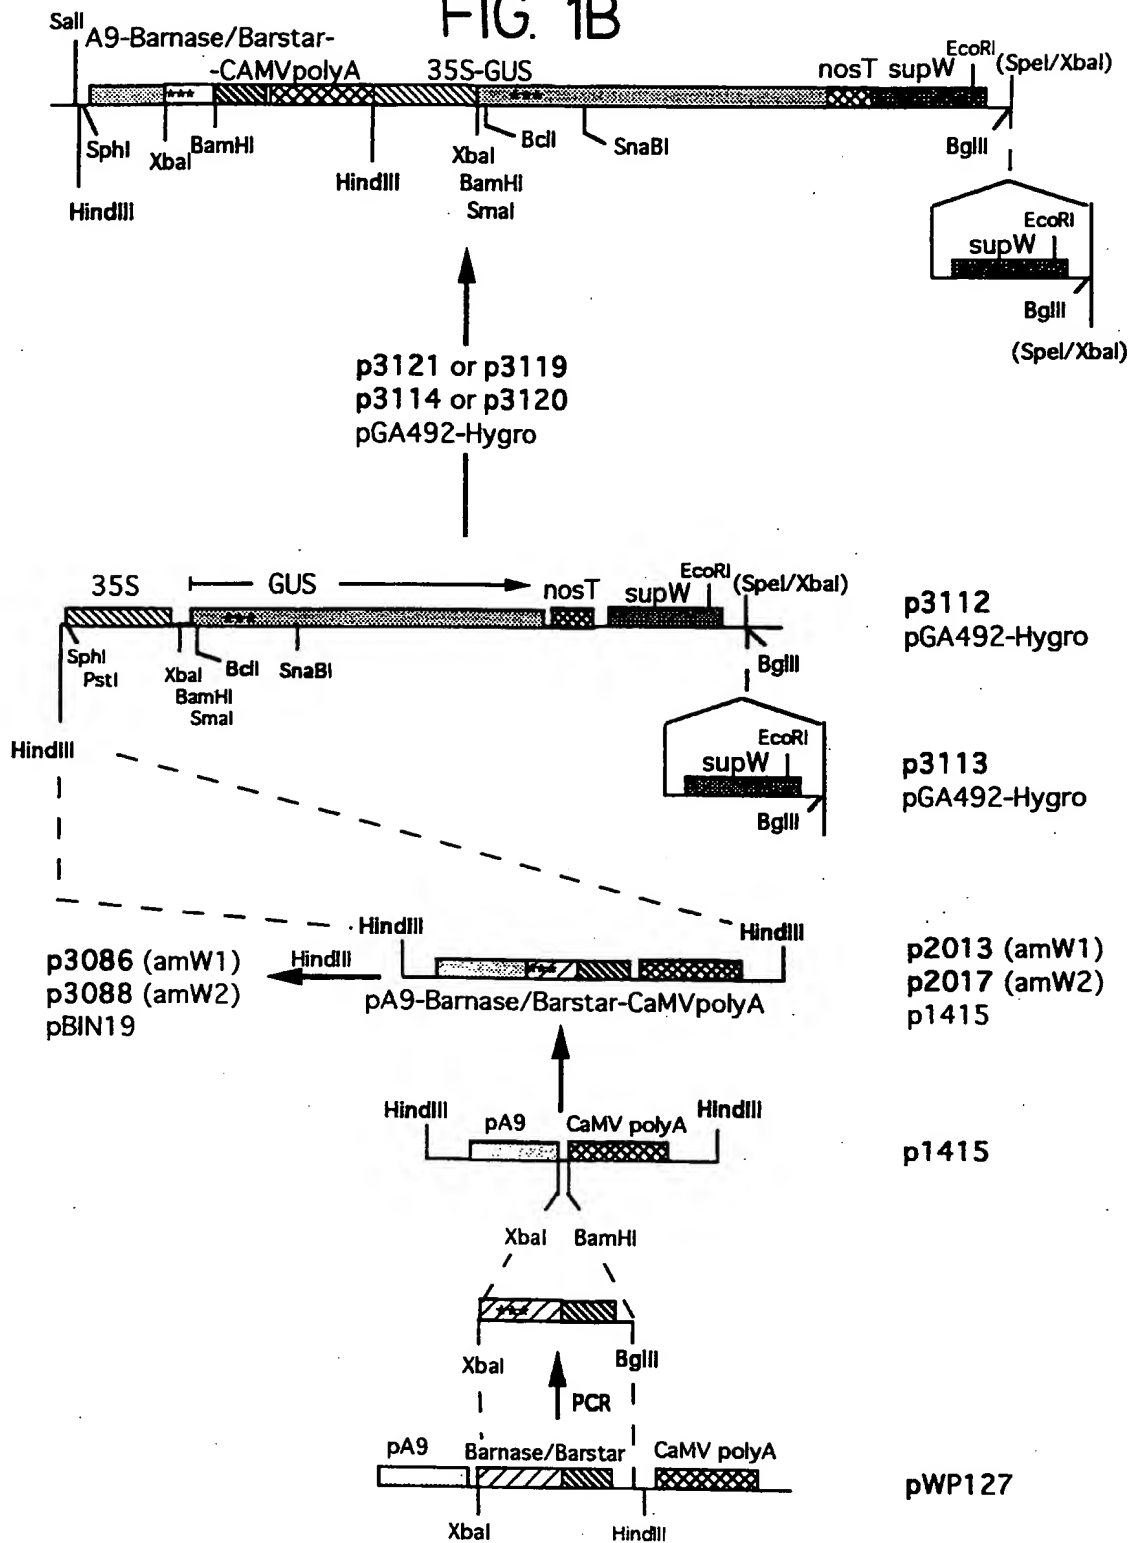 FIG. 1B
SalI
A9-Barnase/Barstar-
-CAMVpolyA
35S-GUS
nosT supW
EcoRI
(SpeI/XbaI)
***
***
SphI
XbaI
BamHI
HindIII
HindIII
XbaI
BamHI
SmaI
BclI
SnaBI
BglII
EcoRI
supW
BglII
(SpeI/XbaI)
p3121 or p3119
p3114 or p3120
pGA492-Hygro
35S
GUS
nosT
supW
EcoRI
(SpeI/XbaI)
***
p3112
pGA492-Hygro
SphI
PstI
XbaI
BamHI
SmaI
BclI
SnaBI
BglII
HindIII
EcoRI
supW
BglII
p3113
pGA492-Hygro
HindIII
HindIII
p3086 (amW1)
p3088 (amW2)
pBIN19
HindIII
***
pA9-Barnase/Barstar-CaMVpolyA
p2013 (amW1)
p2017 (amW2)
p1415
HindIII
pA9
CaMV polyA
HindIII
p1415
XbaI
BamHI
***
XbaI
BglII
PCR
pA9
Barnase/Barstar
CaMV polyA
pWP127
XbaI
HindIII